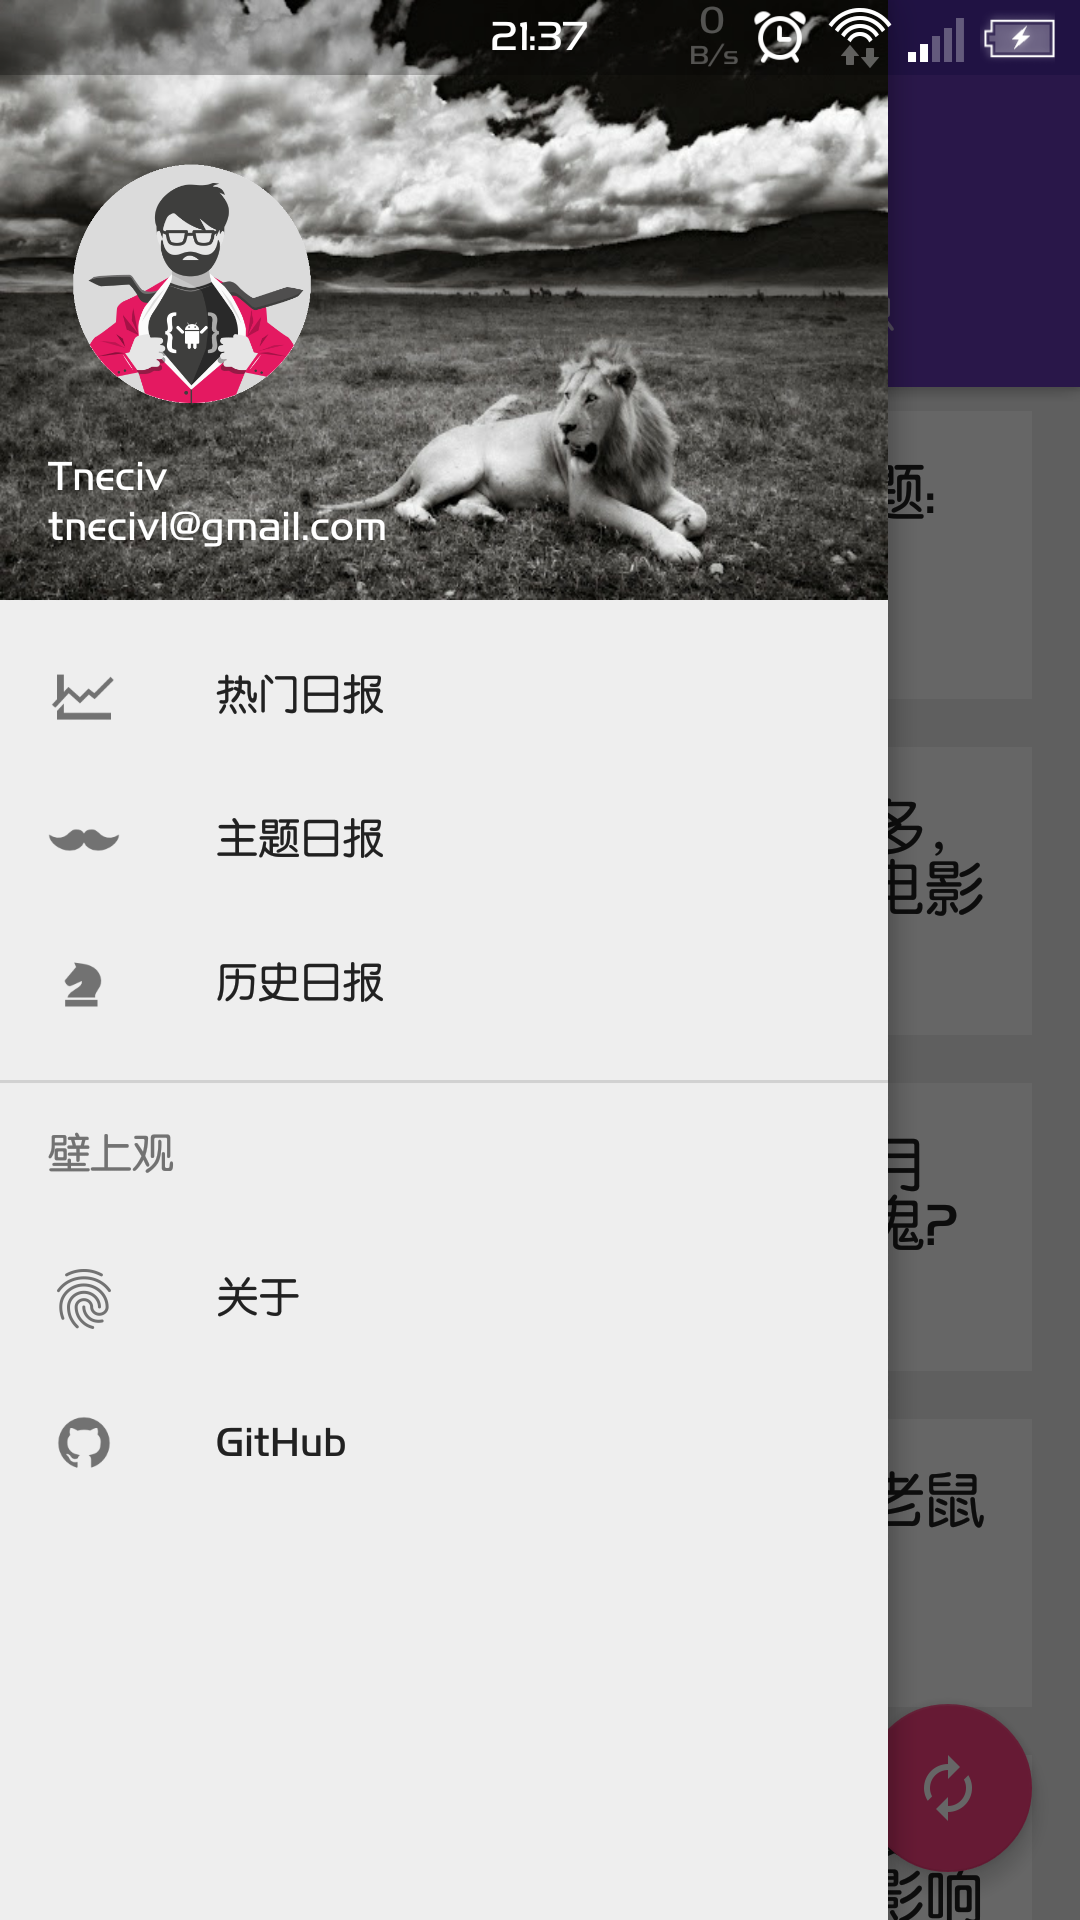 21:37
0
B/s
Tneciv
tnecivl@gmail.com
热门日报
主题日报
历史日报
壁上观
关于
GitHub
题:
多,
电影
月
魂?
老鼠
影响